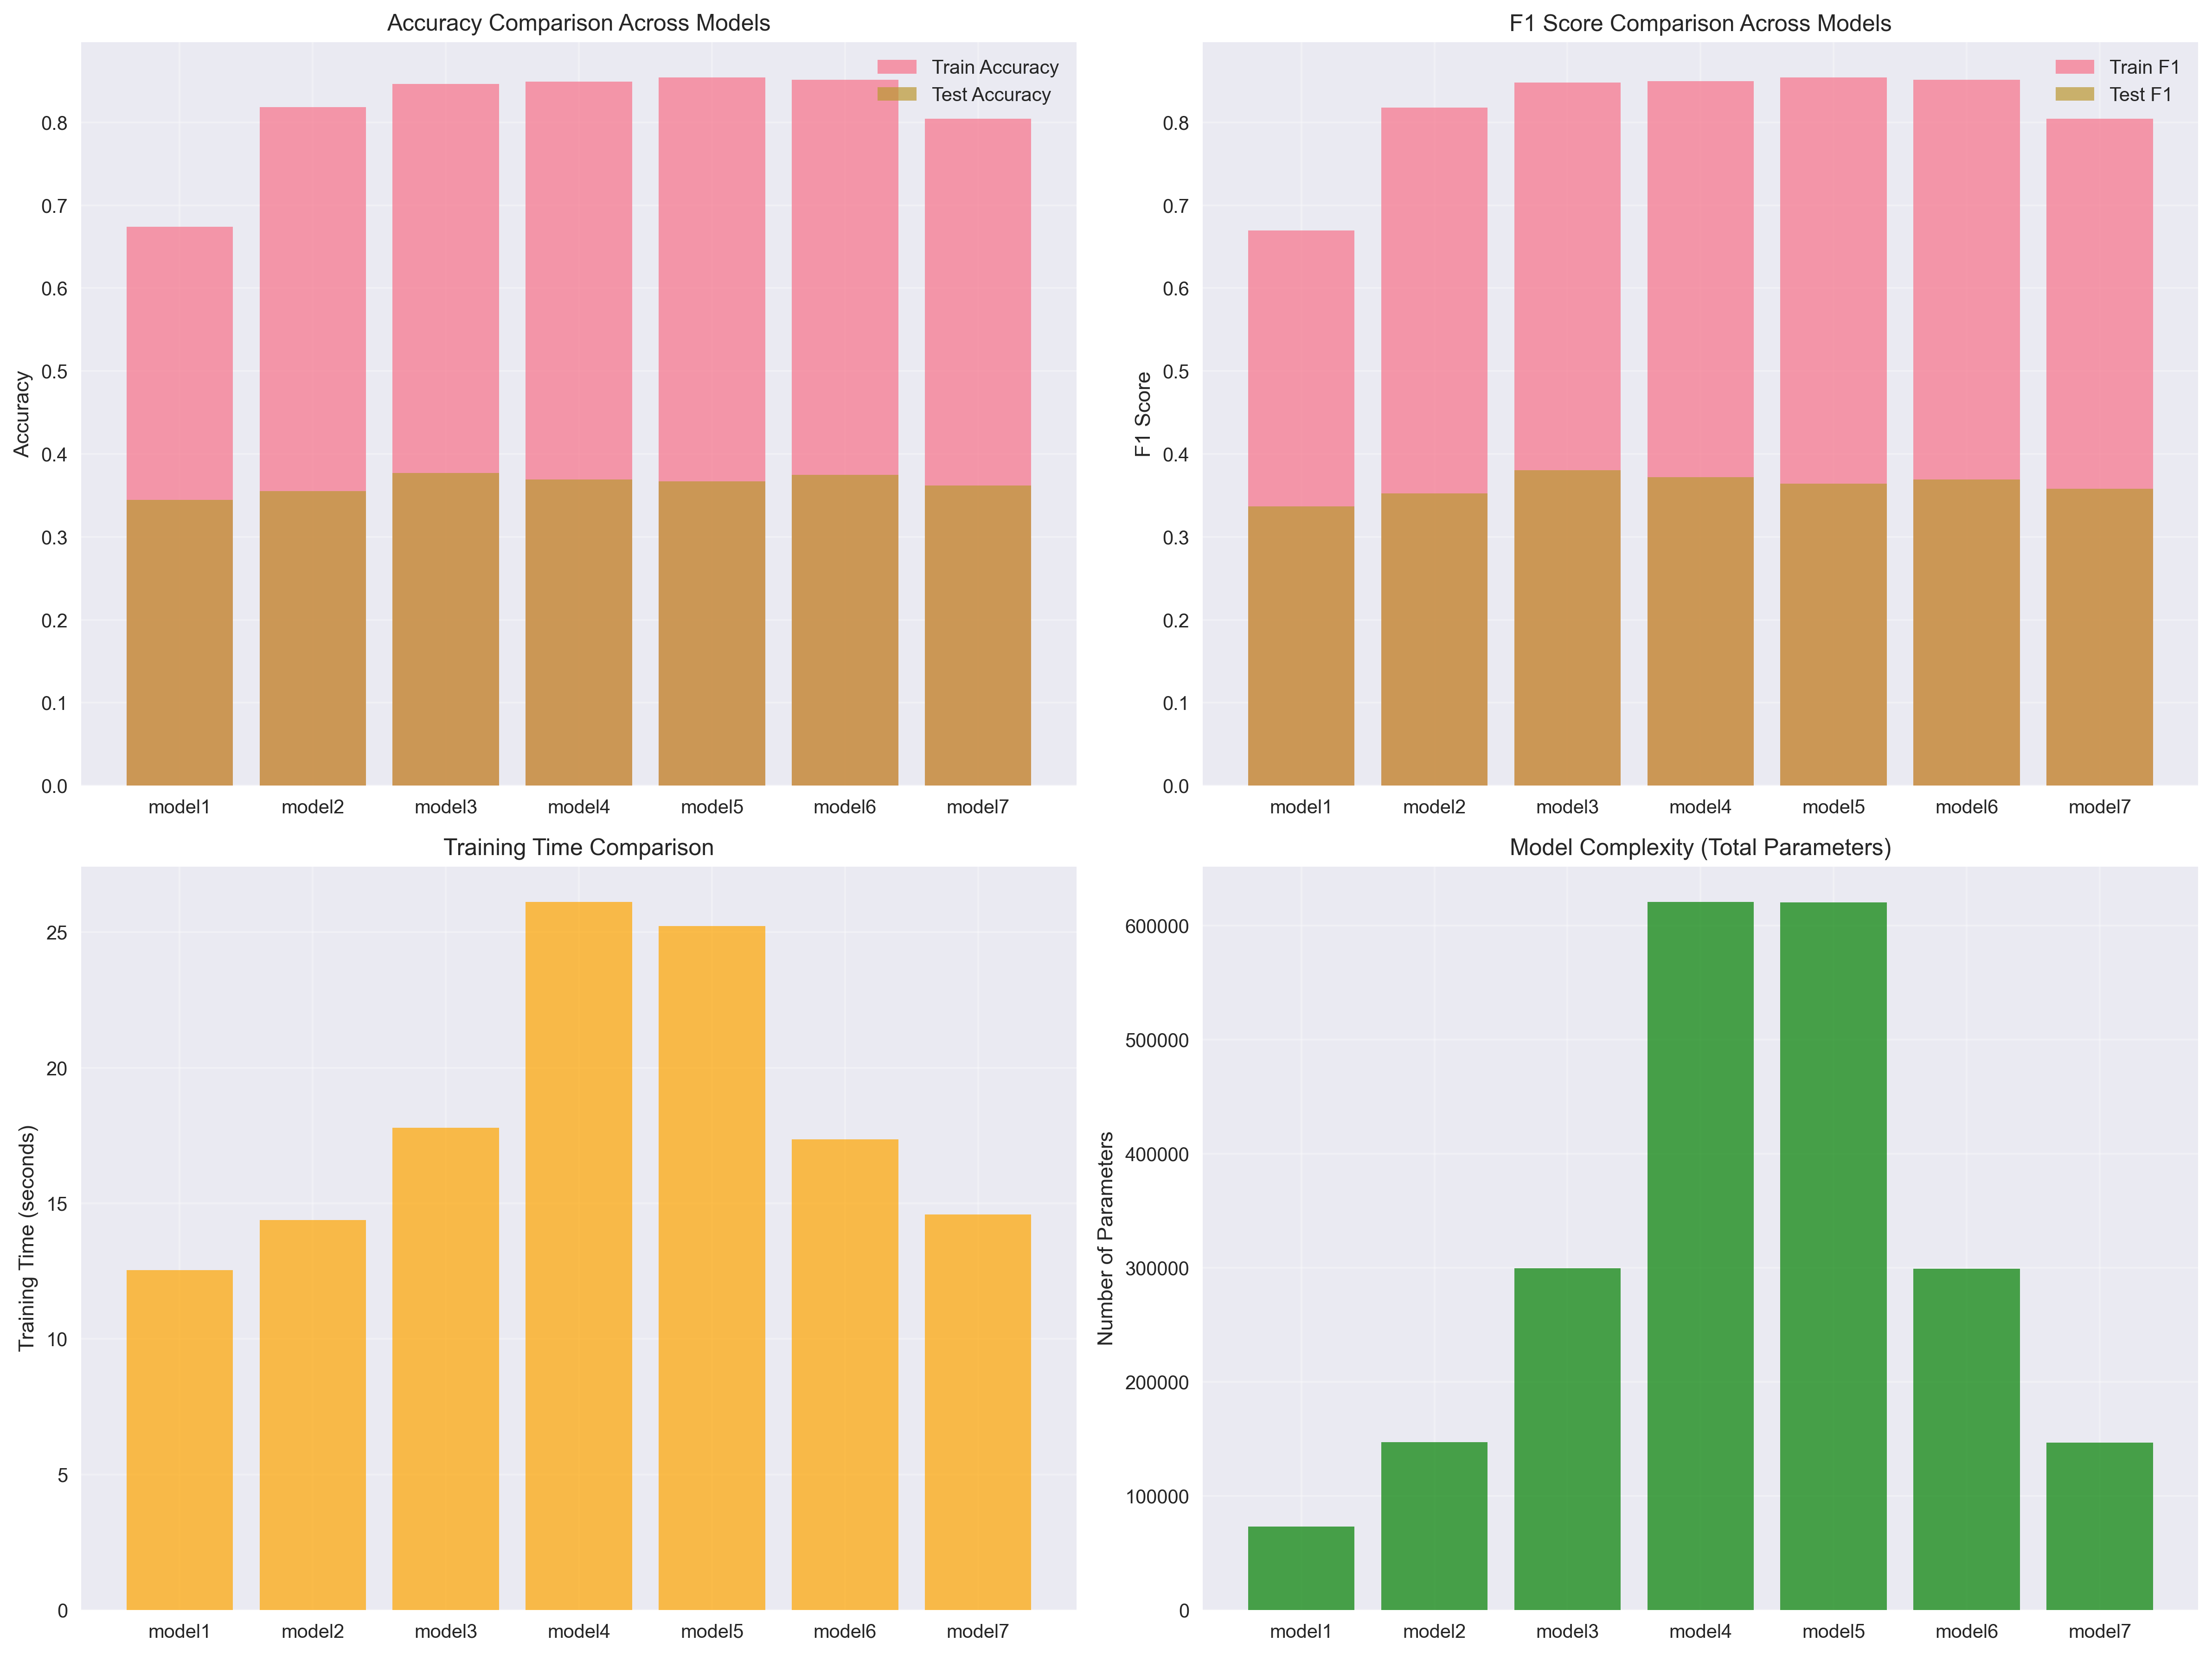 Accuracy Comparison Across Models
Train Accuracy
Test Accuracy
Accuracy
0.8
0.7
0.6
0.5
0.4
0.3
0.2
0.1
0.0
model1 model2 model3 model4 model5 model6 model7
F1 Score Comparison Across Models
Train F1
Test F1
F1 Score
0.8
0.7
0.6
0.5
0.4
0.3
0.2
0.1
0.0
model1 model2 model3 model4 model5 model6 model7
Training Time Comparison
Training Time (seconds)
25
20
15
10
5
0
model1 model2 model3 model4 model5 model6 model7
Model Complexity (Total Parameters)
Number of Parameters
600000
500000
400000
300000
200000
100000
0
model1 model2 model3 model4 model5 model6 model7